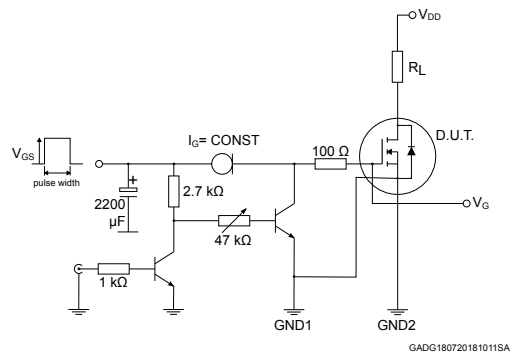 VDD
RL
IG= CONST
100 Ω
D.U.T.
VGS
pulse width
+
2200
μF
2.7 kΩ
VG
47 kΩ
1 kΩ
GND1
GND2
GADG180720181011SA